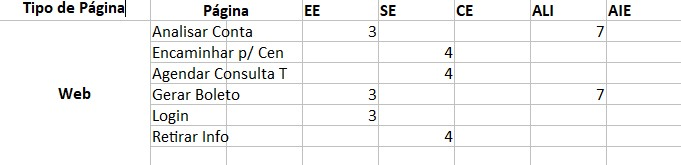 Tipo de Página Página EE SE CE ALI AIE
Analisar Conta 3 7
Encaminhar p/ Cen 4
Agendar Consulta T 4
Web Gerar Boleto 3 7
Login 3
Retirar Info 4